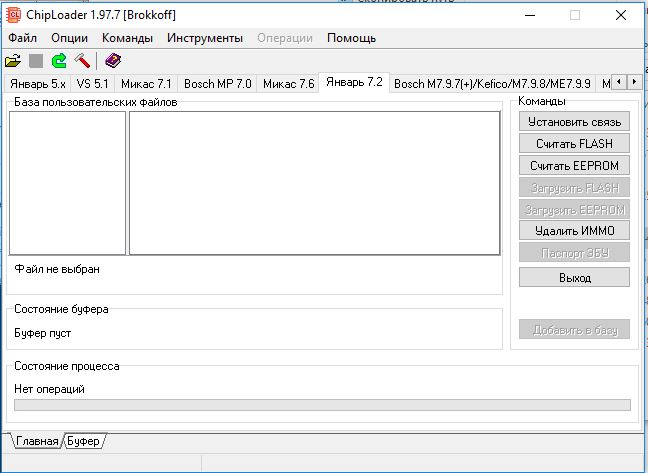 ChipLoader 1.97.7 [Brokkoff]
Файл Опции Команды Инструменты Операции Помощь
Январь 5.x VS 5.1 Микас 7.1 Bosch MP 7.0 Микас 7.6 Январь 7.2 Bosch M7.9.7(+)/Kefico/M7.9.8/ME7.9.9 М
База пользовательских файлов
Файл не выбран
Состояние буфера
Буфер пуст
Состояние процесса
Нет операций
Команды
Установить связь
Считать FLASH
Считать EEPROM
Загрузить FLASH
Загрузить EEPROM
Удалить ИММО
Паспорт ЭБУ
Выход
Добавить в базу
Главная Буфер